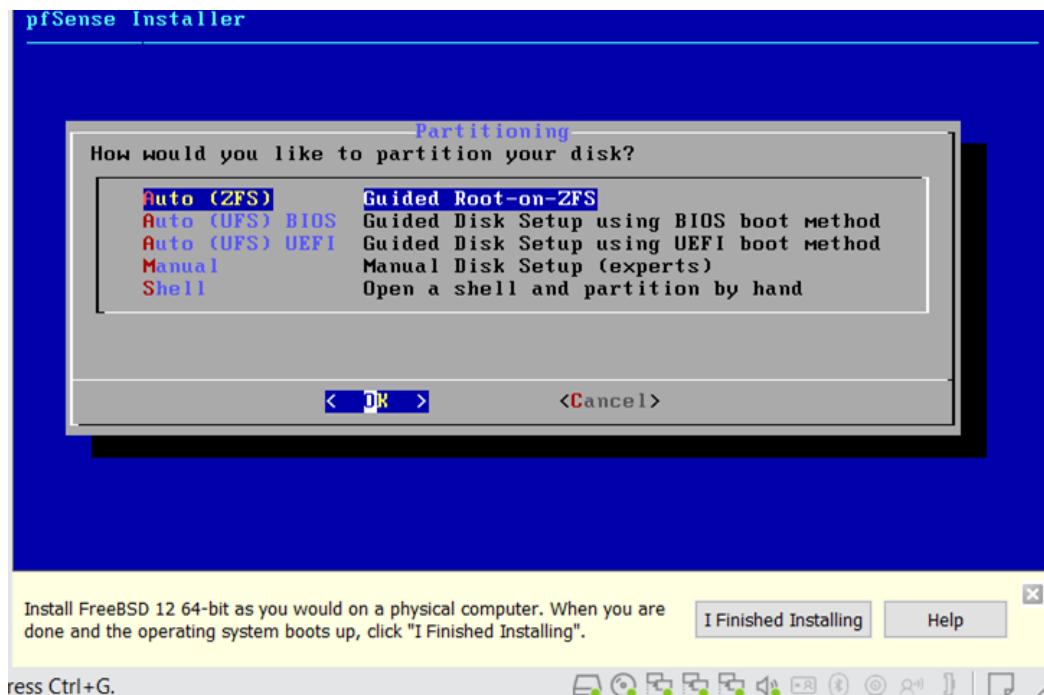 pfSense Installer
Partitioning
How would you like to partition your disk?
Auto (ZFS) Guided Root-on-ZFS
Auto (UFS) BIOS Guided Disk Setup using BIOS boot method
Auto (UFS) UEFI Guided Disk Setup using UEFI boot method
Manual Manual Disk Setup (experts)
Shell Open a shell and partition by hand
< OK > <Cancel>
Install FreeBSD 12 64-bit as you would on a physical computer. When you are
done and the operating system boots up, click "I Finished Installing".
I Finished Installing Help
ress Ctrl+G.